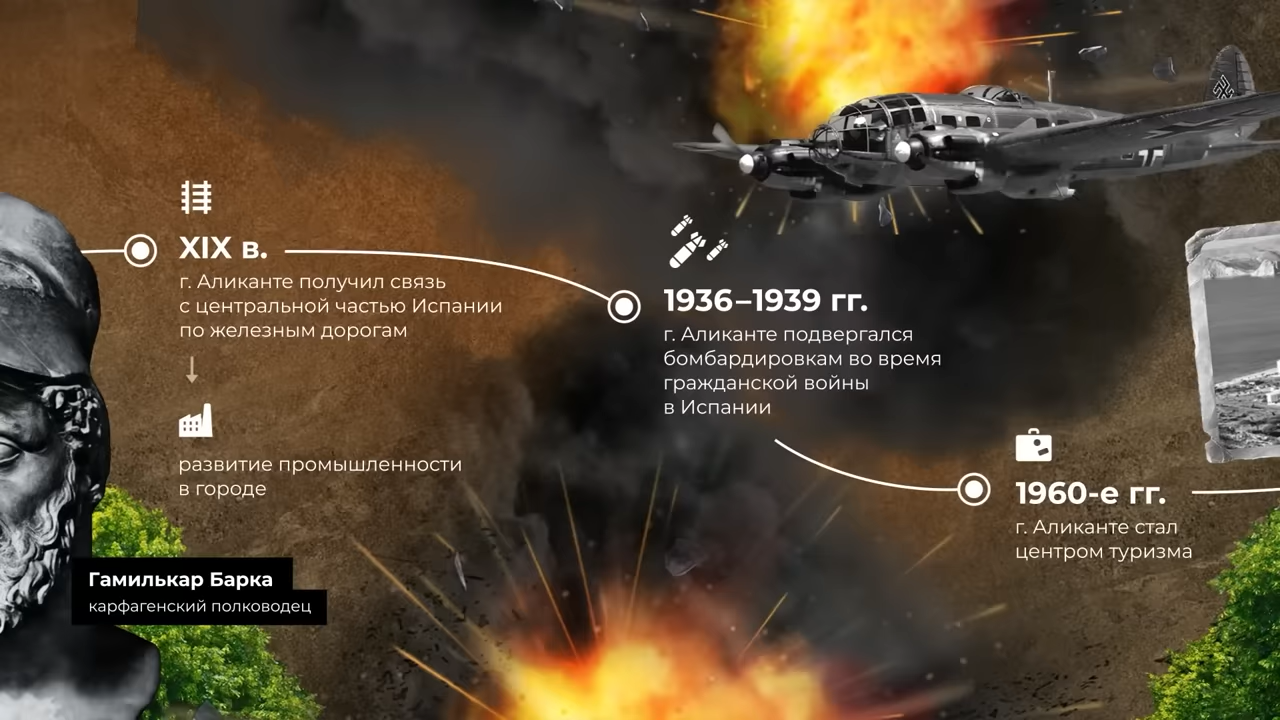 XIX в.
г. Аликанте получил связь
с центральной частью Испании
по железным дорогам
развитие промышленности
в городе
Гамилькар Барка
карфагенский полководец
1936–1939 гг.
г. Аликанте подвергался
бомбардировкам во время
гражданской войны
в Испании
1960-е гг.
г. Аликанте стал
центром туризма